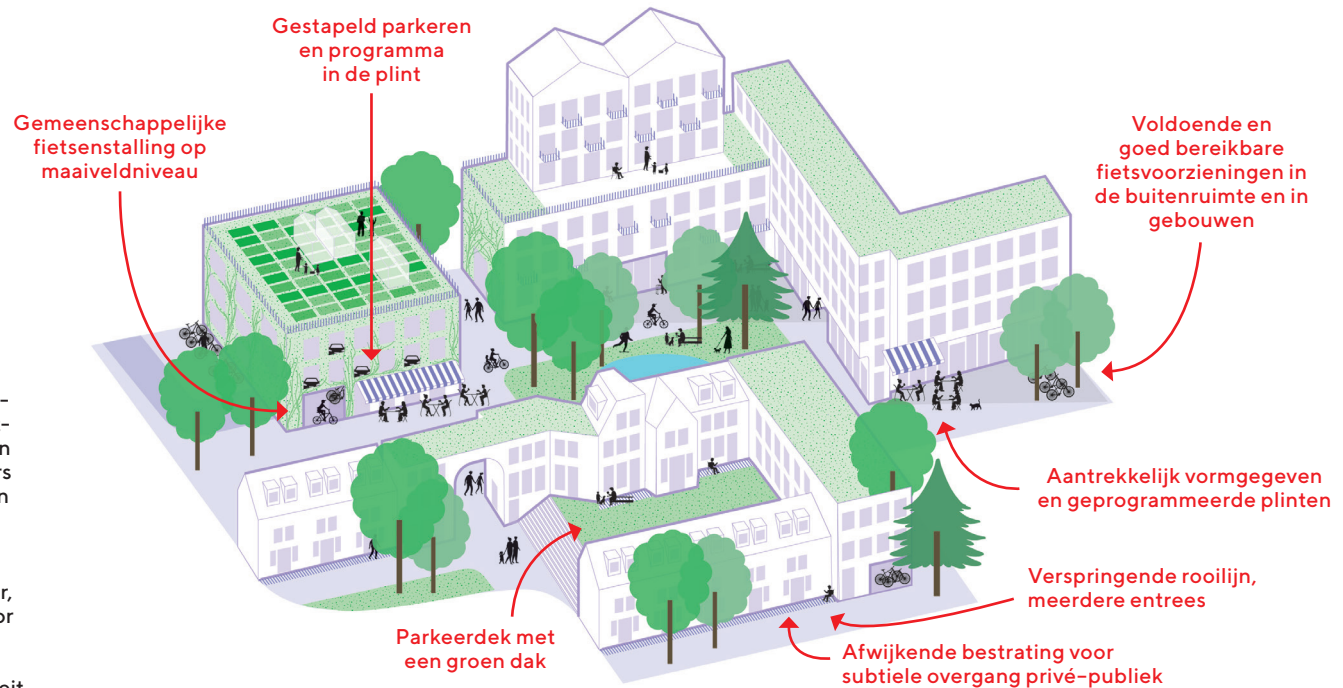 Gestapeld parkeren
en programma
in de plint
Gemeenschappelijke
fietsenstalling op
maaiveldniveau
Voldoende en
goed bereikbare
fietsvoorzieningen in
de buitenruimte en in
gebouwen
Aantrekkelijk vormgegeven
en geprogrammeerde plinten
Verspringende rooilijn,
meerdere entrees
Afwijkende bestrating voor
subtiele overgang privé-publiek
Parkeerdek met
een groen dak